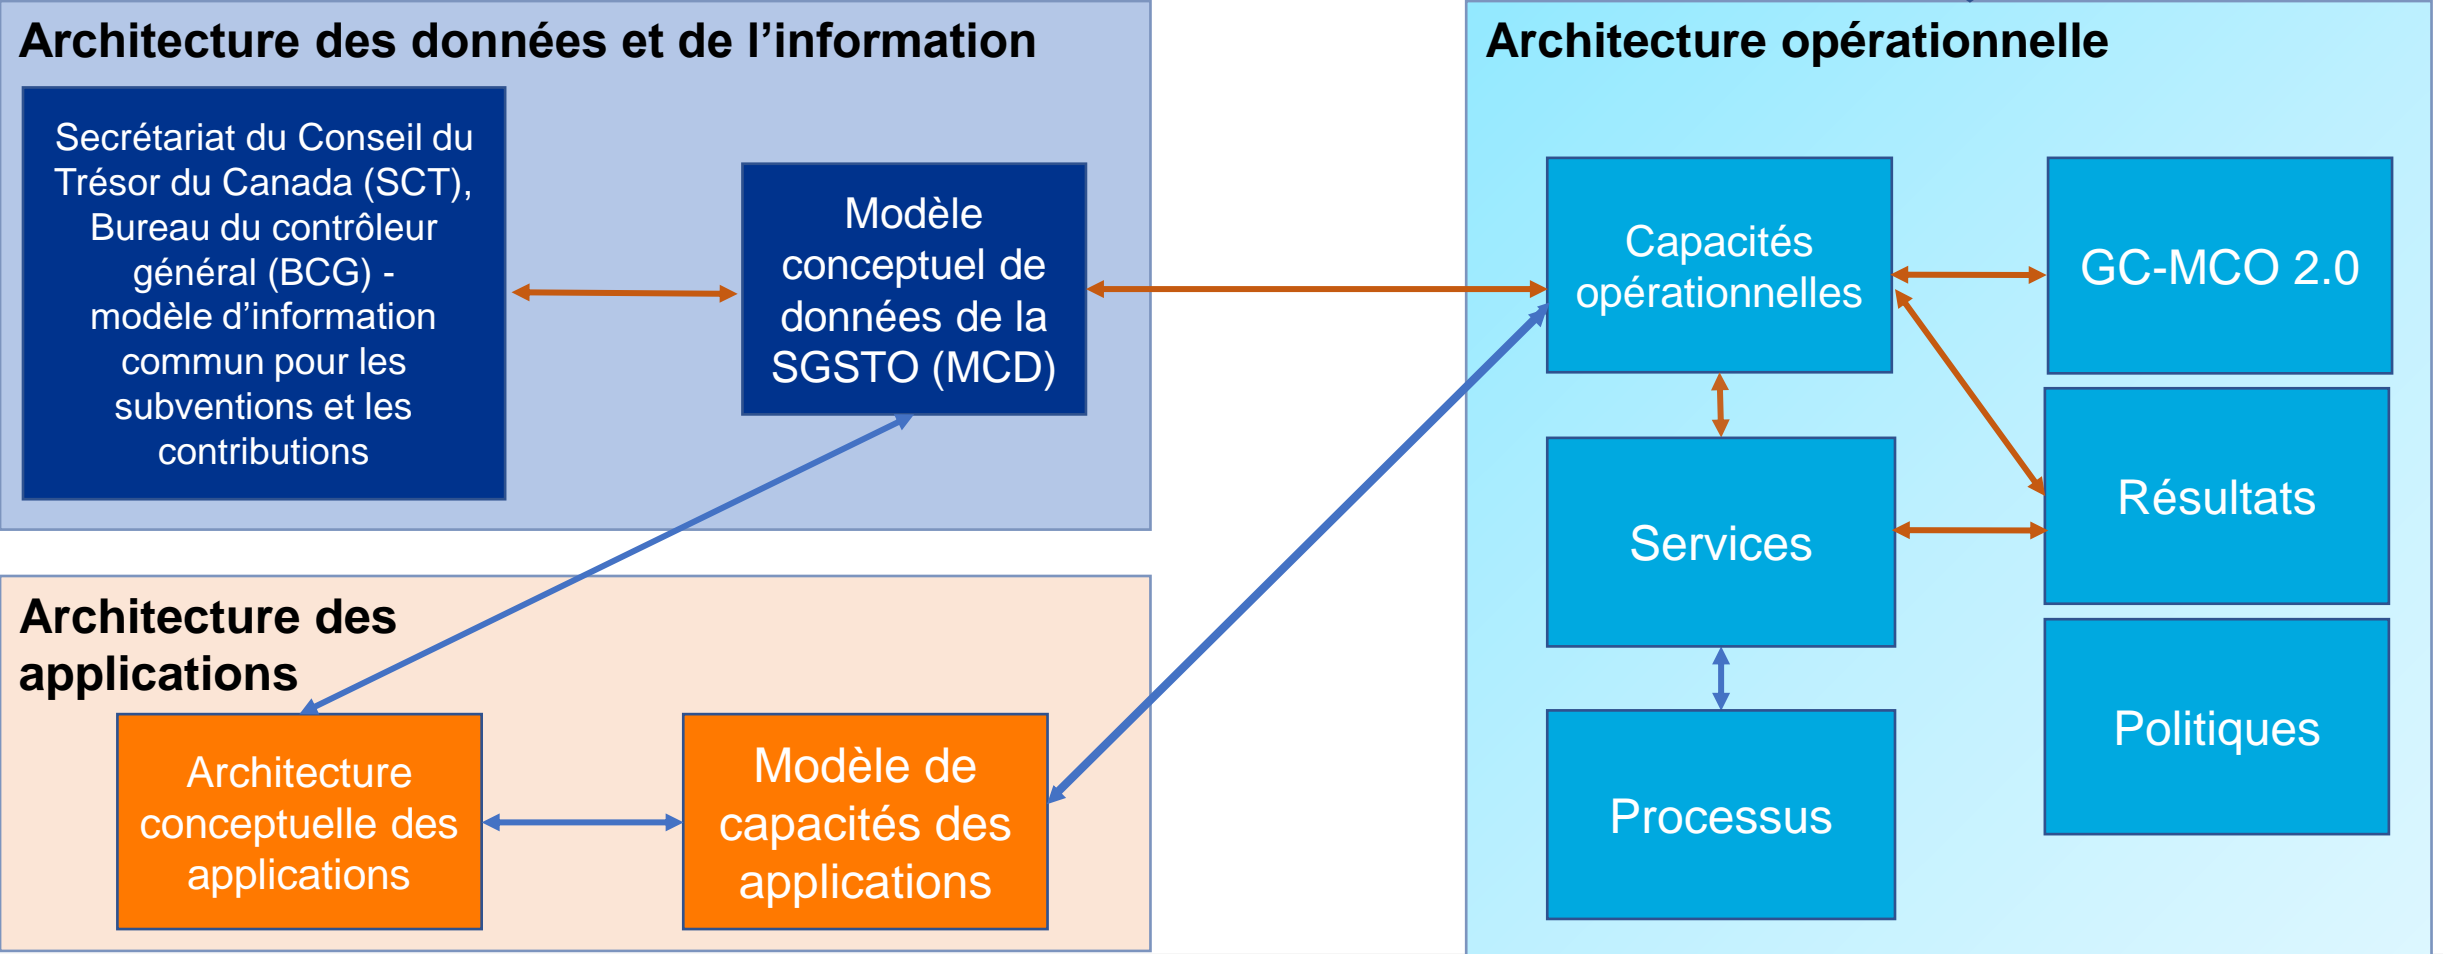 Architecture des données et de l’information
Secrétariat du Conseil du
Trésor du Canada (SCT),
Bureau du contrôleur
général (BCG) -
modèle d’information
commun pour les
subventions et les
contributions
Modèle
conceptuel de
données de la
SGSTO (MCD)
Architecture des
applications
Architecture
conceptuelle des
applications
Modèle de
capacités des
applications
Architecture opérationnelle
Capacités
opérationnelles
GC-MCO 2.0
Services
Résultats
Processus
Politiques